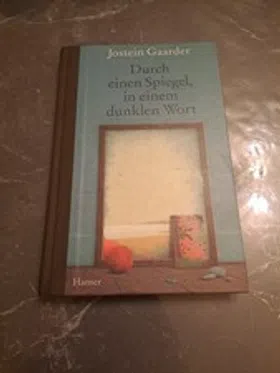 Jostein Gaarder
Durch
einen Spiegel,
in einem
dunklen Wort
Hanser